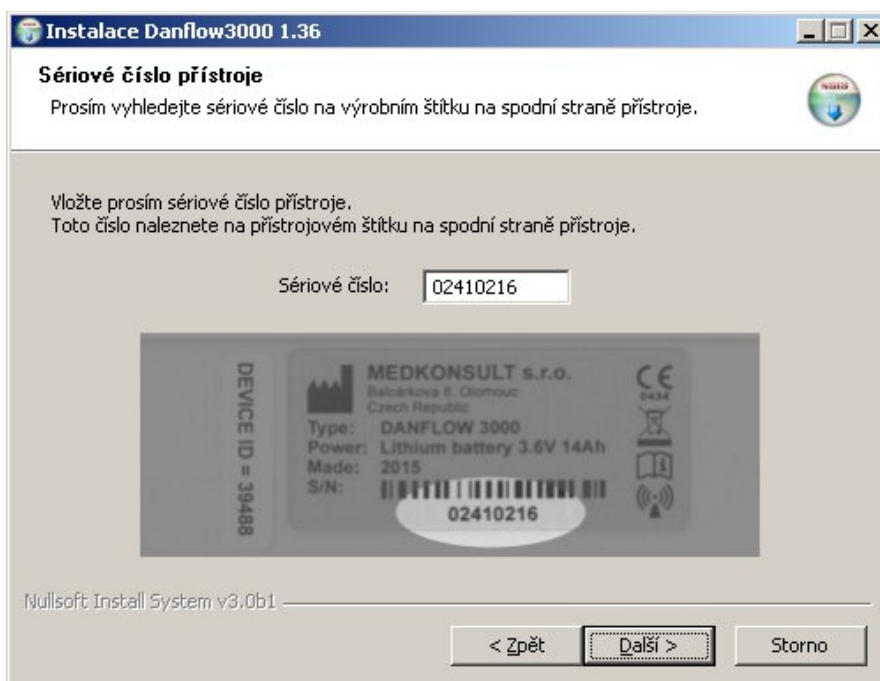 Instalace Danflow3000 1.36
Sériové číslo přístroje
Prosím vyhledejte sériové číslo na výrobním štítku na spodní straně přístroje.
Vložte prosím sériové číslo přístroje.
Toto číslo naleznete na přístrojovém štítku na spodní straně přístroje.
Sériové číslo: 02410216
DEVICE ID = 39488
MEDKONSULT s.r.o.
Balcárkova 8, Olomouc
Czech Republic
Type: DANFLOW 3000
Power: Lithium battery 3.6V 14Ah
Made: 2015
S/N:
02410216
CE
0434
Nullsoft Install System v3.0b1
< Zpět
Další >
Storno